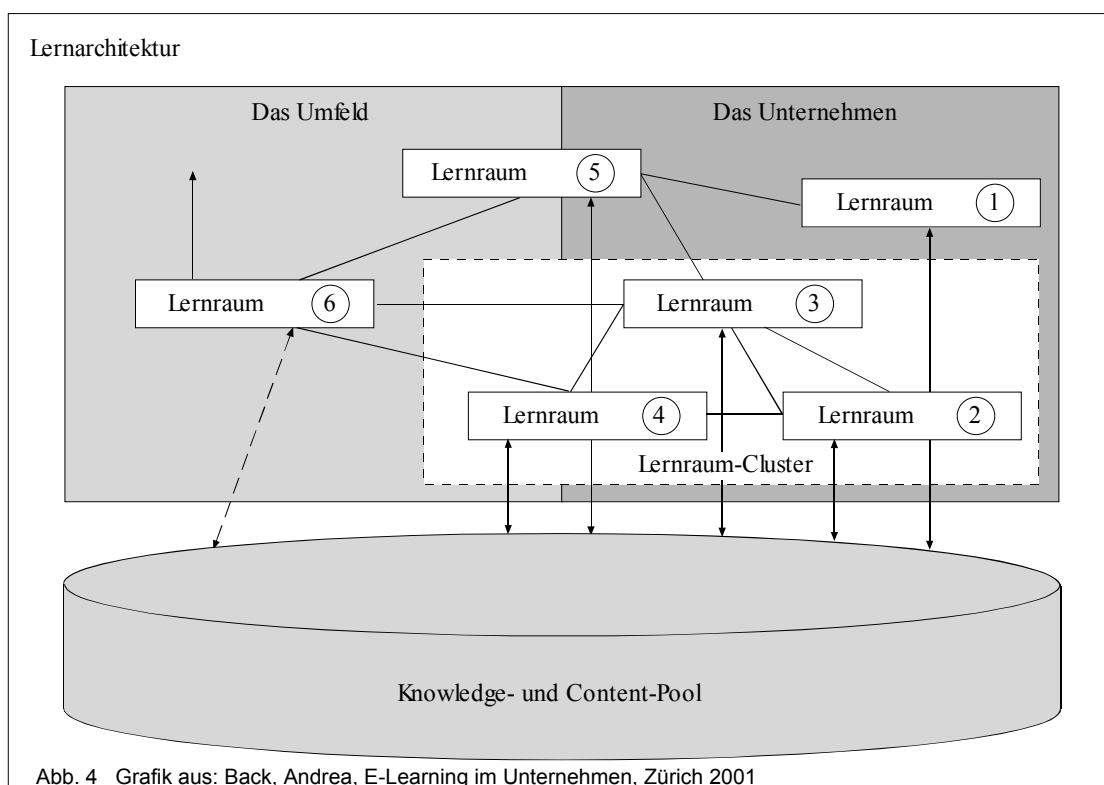 Lernarchitektur
Das Umfeld
Das Unternehmen
Lernraum 5
Lernraum 1
Lernraum 6
Lernraum 3
Lernraum 4
Lernraum 2
Lernraum-Cluster
Knowledge- und Content-Pool
Abb. 4 Grafik aus: Back, Andrea, E-Learning im Unternehmen, Zürich 2001